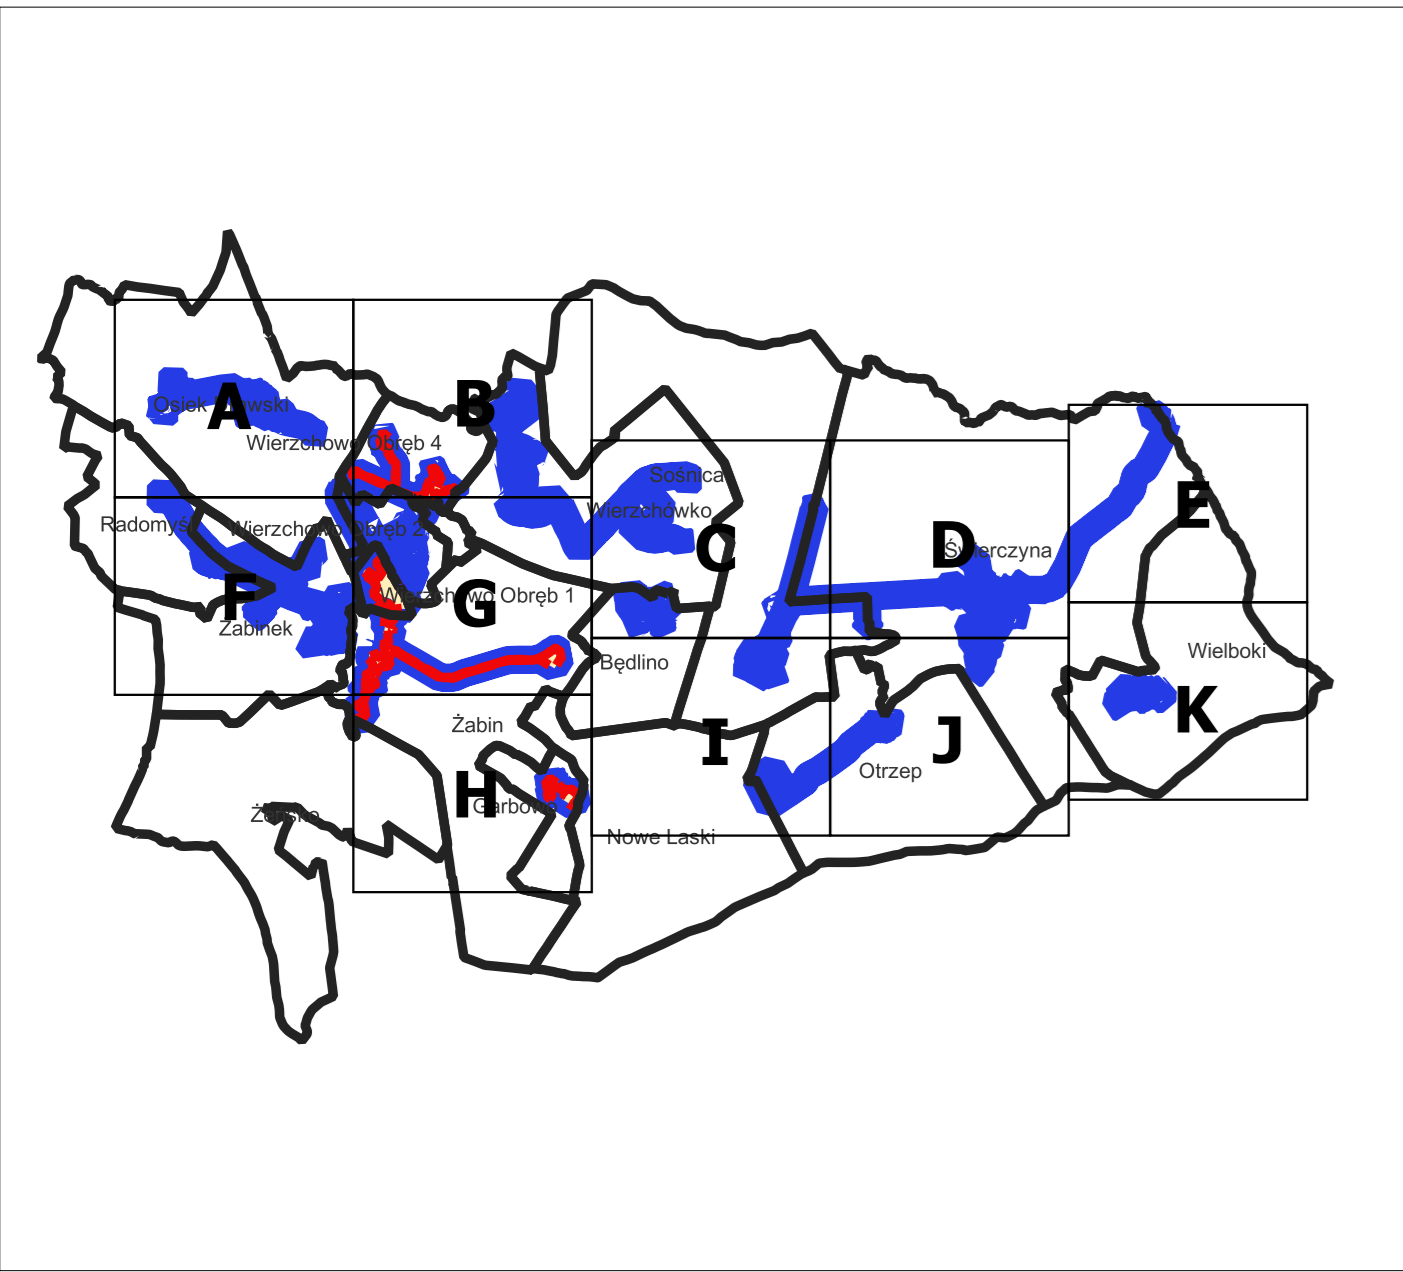 A
B
Osiek Drawski
Wierzchowo Obręb 4
Sośnica
Wierzchówko
E
Radomyśl
Wierzchowo Obręb 2
C
D
Świerczyna
F
Wierzchowo Obręb 1
G
Żabinek
Będlino
Wielboki
K
Żabin
I
J
Otrzep
H
Garbowo
Żeńsko
Nowe Laski